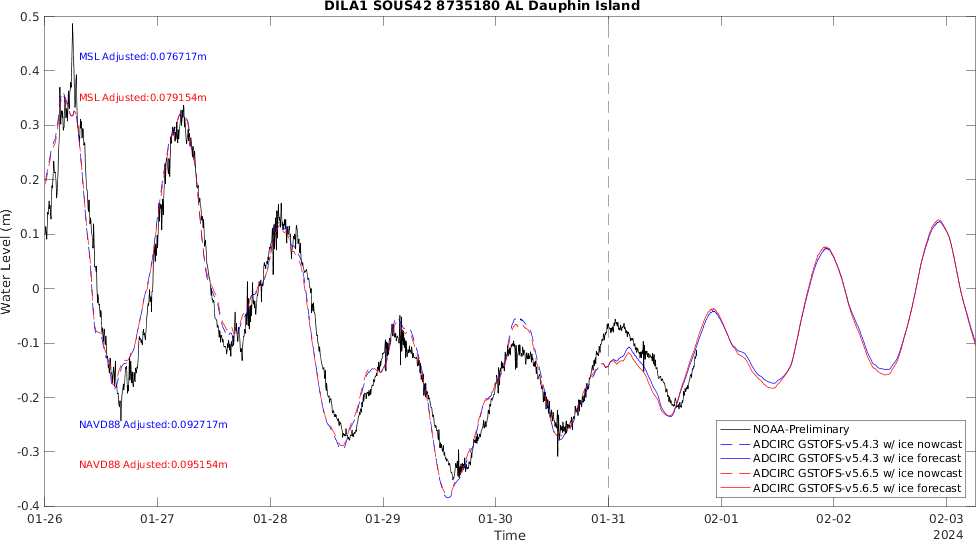 DILA1 SOUS42 8735180 AL Dauphin Island
0.5
0.4
0.3
0.2
0.1
0
-0.1
-0.2
-0.3
-0.4
Water Level (m)
MSL Adjusted:0.076717m
MSL Adjusted:0.079154m
NAVD88 Adjusted:0.092717m
NAVD88 Adjusted:0.095154m
NOAA-Preliminary
ADCIRC GSTOFS-v5.4.3 w/ ice nowcast
ADCIRC GSTOFS-v5.4.3 w/ ice forecast
ADCIRC GSTOFS-v5.6.5 w/ ice nowcast
ADCIRC GSTOFS-v5.6.5 w/ ice forecast
01-26 01-27 01-28 01-29 01-30 01-31 02-01 02-02 02-03
Time
2024